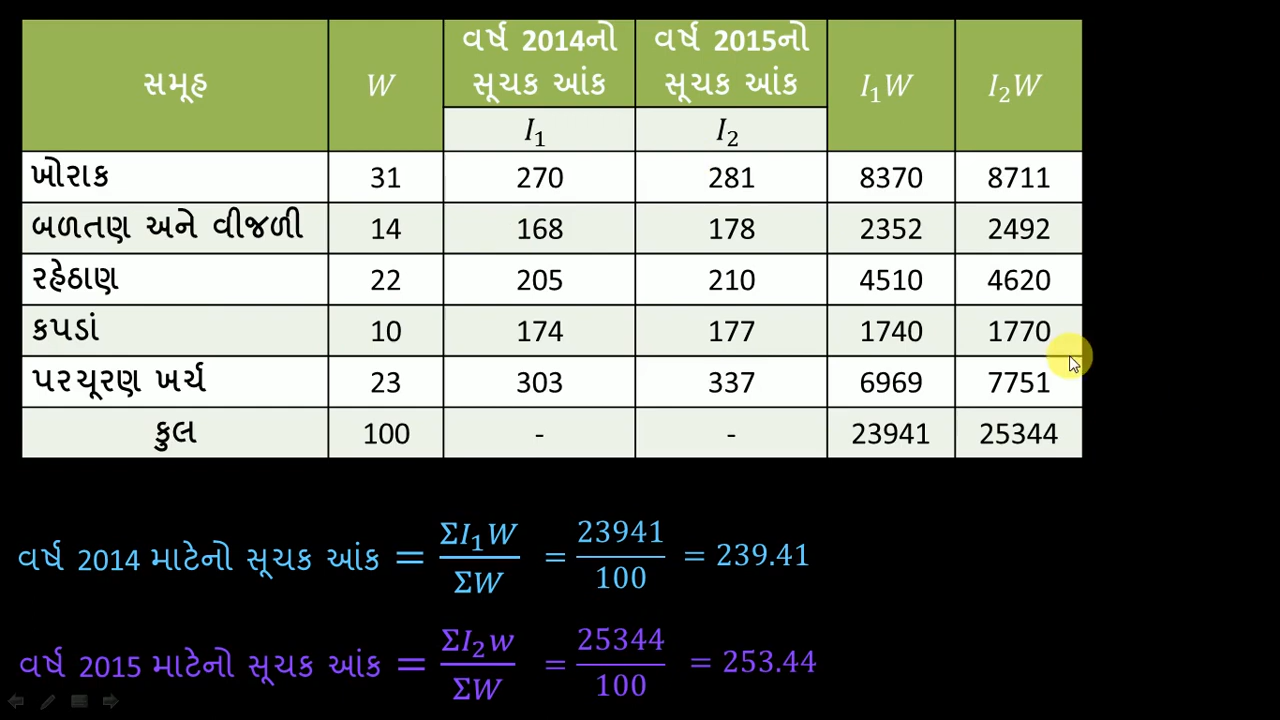 સમૂહ W વર્ષ 2014નો સૂચક આંક વર્ષ 2015નો સૂચક આંક I₁W I₂W
I₁ I₂
ખોરાક 31 270 281 8370 8711
બળતણ અને વીજળી 14 168 178 2352 2492
રહેઠાણ 22 205 210 4510 4620
કપડાં 10 174 177 1740 1770
પરચૂરણ ખર્ચ 23 303 337 6969 7751
કુલ 100 - - 23941 25344
વર્ષ 2014 માટેનો સૂચક આંક = ΣI₁W / ΣW = 23941 / 100 = 239.41
વર્ષ 2015 માટેનો સૂચક આંક = ΣI₂w / ΣW = 25344 / 100 = 253.44